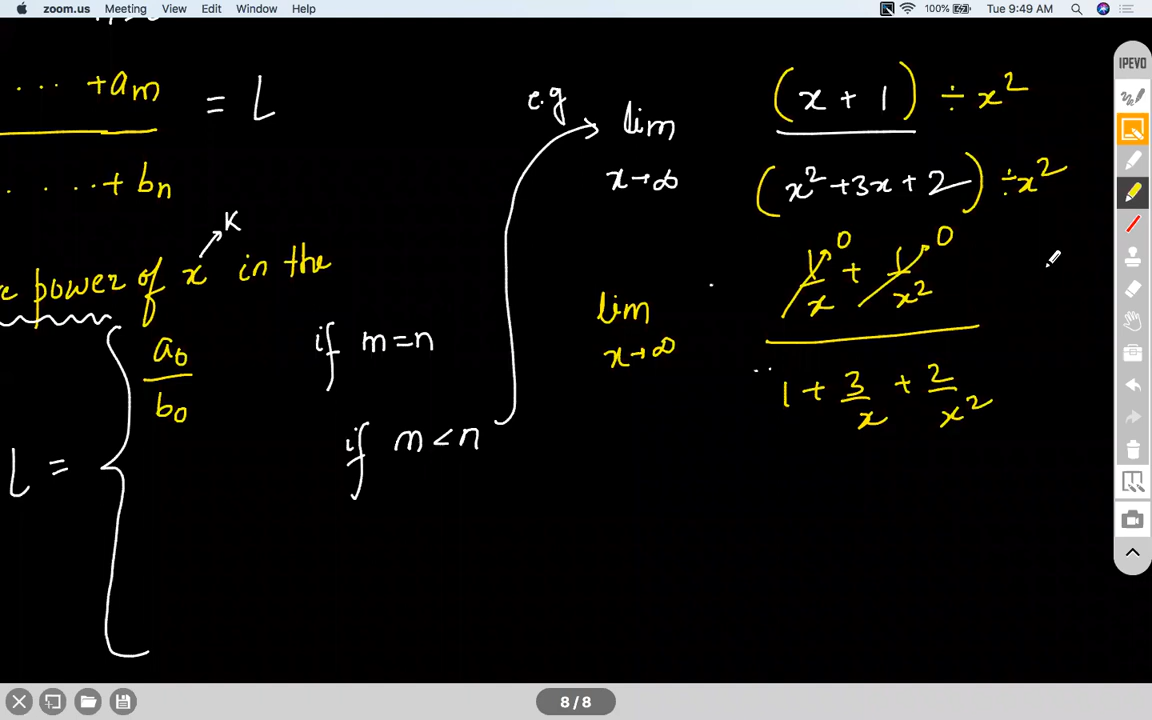 zoom.us Meeting View Edit Window Help 100% Tue 9:49 AM
IPEVO
··· +am
= L
····· + bn
power of x in the
K
L =
a0
b0
if m=n
if m<n
e.g
lim
x→∞
(x + 1) ÷ x²
(x² + 3x + 2) ÷ x²
lim
x→∞
1/x 0 + 1/x² 0
1 + 3/x + 2/x²
8 / 8